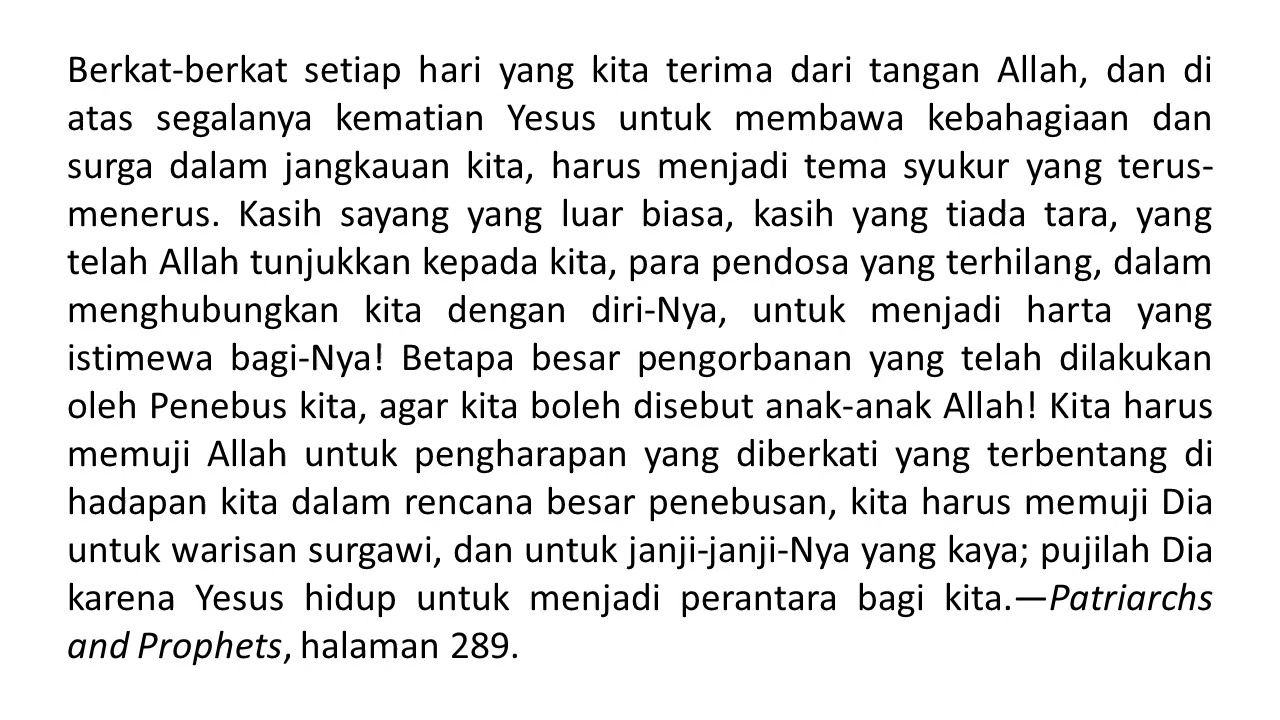 Berkat-berkat setiap hari yang kita terima dari tangan Allah, dan di
atas segalanya kematian Yesus untuk membawa kebahagiaan dan
surga dalam jangkauan kita, harus menjadi tema syukur yang terus-
menerus. Kasih sayang yang luar biasa, kasih yang tiada tara, yang
telah Allah tunjukkan kepada kita, para pendosa yang terhilang, dalam
menghubungkan kita dengan diri-Nya, untuk menjadi harta yang
istimewa bagi-Nya! Betapa besar pengorbanan yang telah dilakukan
oleh Penebus kita, agar kita boleh disebut anak-anak Allah! Kita harus
memuji Allah untuk pengharapan yang diberkati yang terbentang di
hadapan kita dalam rencana besar penebusan, kita harus memuji Dia
untuk warisan surgawi, dan untuk janji-janji-Nya yang kaya; pujilah Dia
karena Yesus hidup untuk menjadi perantara bagi kita.—Patriarchs
and Prophets, halaman 289.